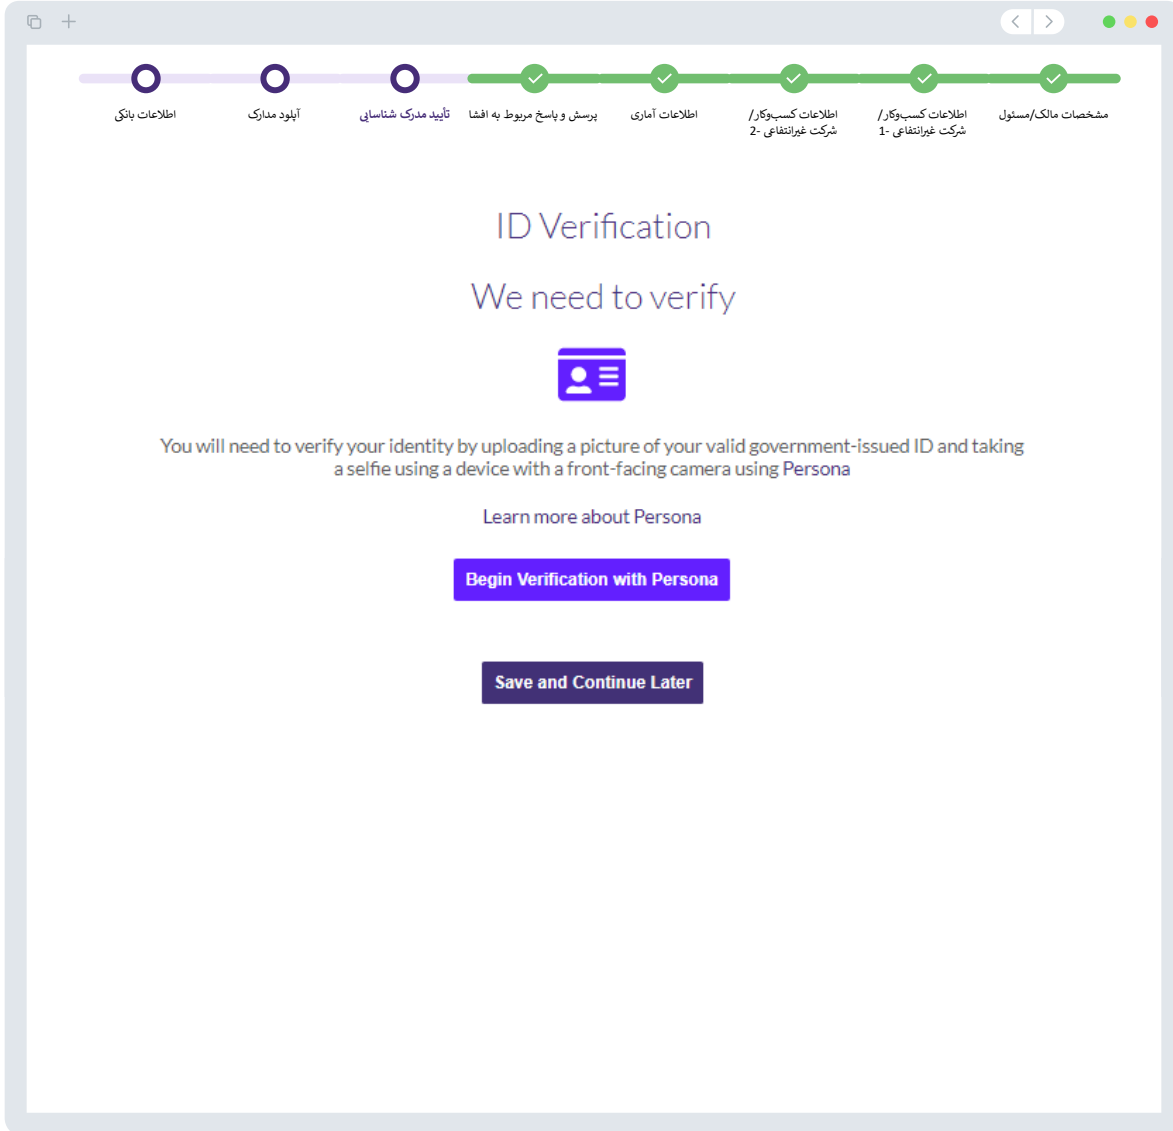 مشخصات مالک/مسئول
اطلاعات کسب‌وکار/
شرکت غیرانتفاعی -1
اطلاعات کسب‌وکار/
شرکت غیرانتفاعی -2
اطلاعات آماری
پرسش و پاسخ مربوط به افشا
تأیید مدرک شناسایی
آپلود مدارک
اطلاعات بانکی
ID Verification
We need to verify
You will need to verify your identity by uploading a picture of your valid government-issued ID and taking
a selfie using a device with a front-facing camera using Persona
Learn more about Persona
Begin Verification with Persona
Save and Continue Later